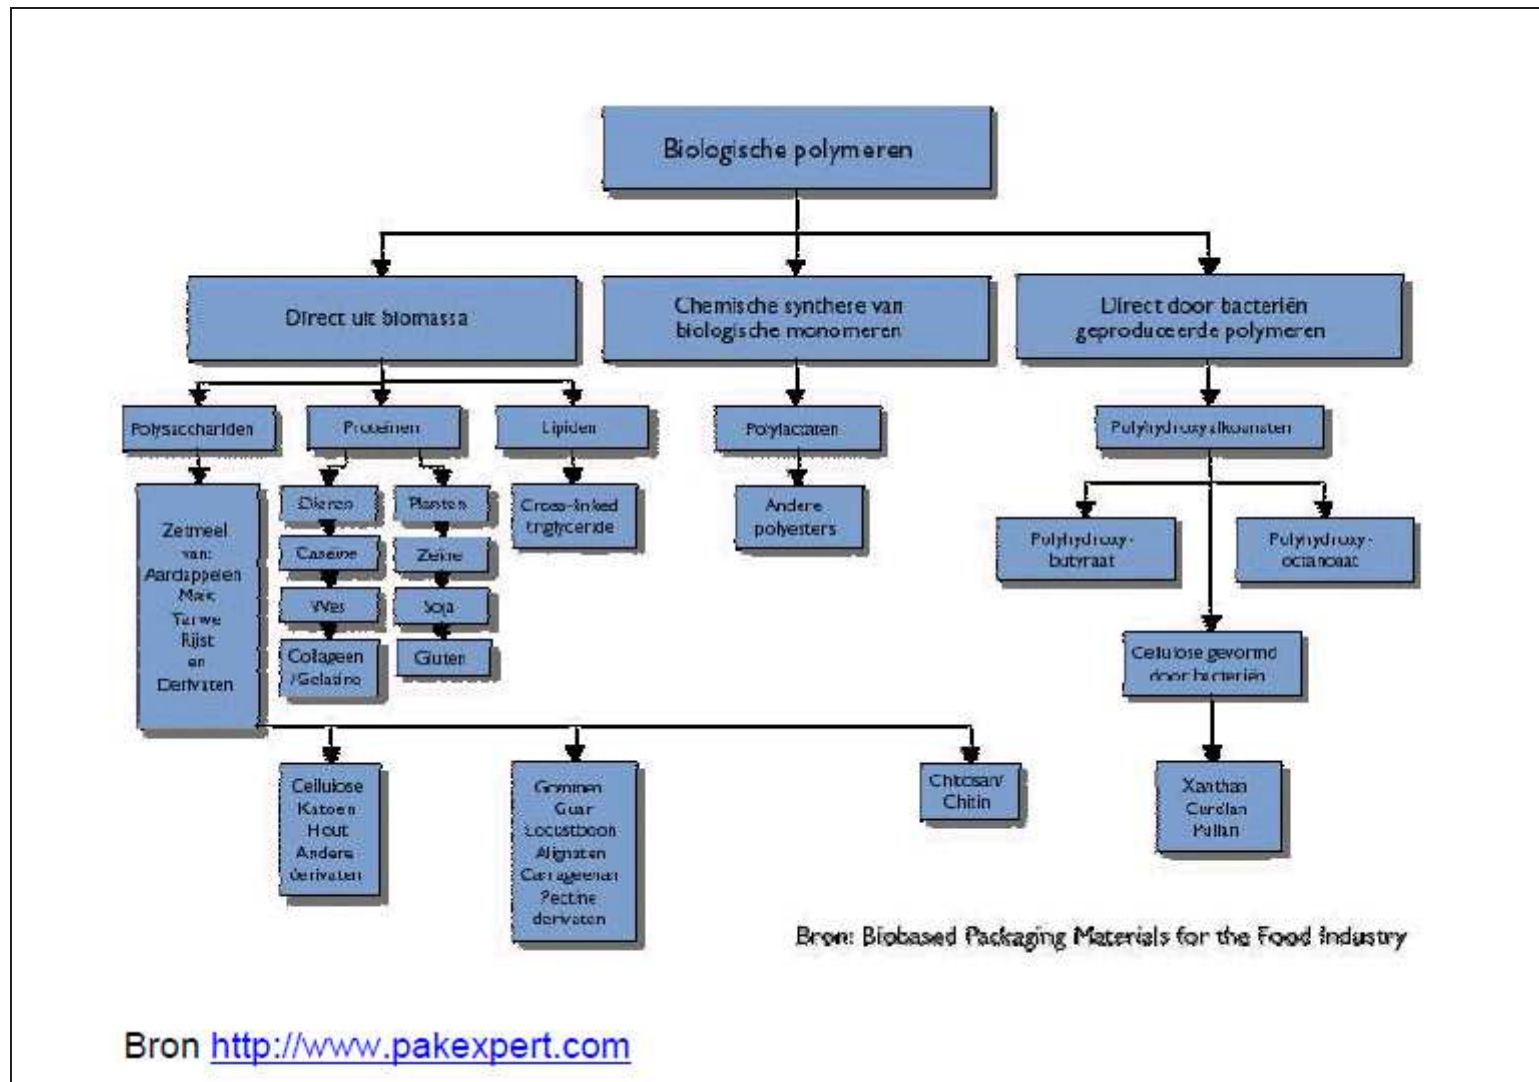 Biologische polymeren
Direct uit biomassa
Chemische synthese van
biologische monomeren
Direct door bacteriën
geproduceerde polymeren
Polysacchariden
Proteïnen
Lipiden
Polylactaten
Polyhydroxyalkoanaten
Zetmeel
van:
Aardappelen
Maïs
Tarwe
Rijst
en
Derivaten
Dieren
Caseïne
Wei
Collageen
/Gelatine
Planten
Zeïne
Soja
Gluten
Cross-linked
triglyceride
Andere
polyesters
Polyhydroxy-
butyraat
Polyhydroxy-
octanoaat
Cellulose gevormd
door bacteriën
Cellulose
Katoen
Hout
Andere
derivaten
Gommen
Guar
Locustboon
Alignaten
Carrageenan
Pectine
derivaten
Chitosan/
Chitin
Xanthan
Curdlan
Pullan
Bron: Biobased Packaging Materials for the Food Industry
Bron http://www.pakexpert.com